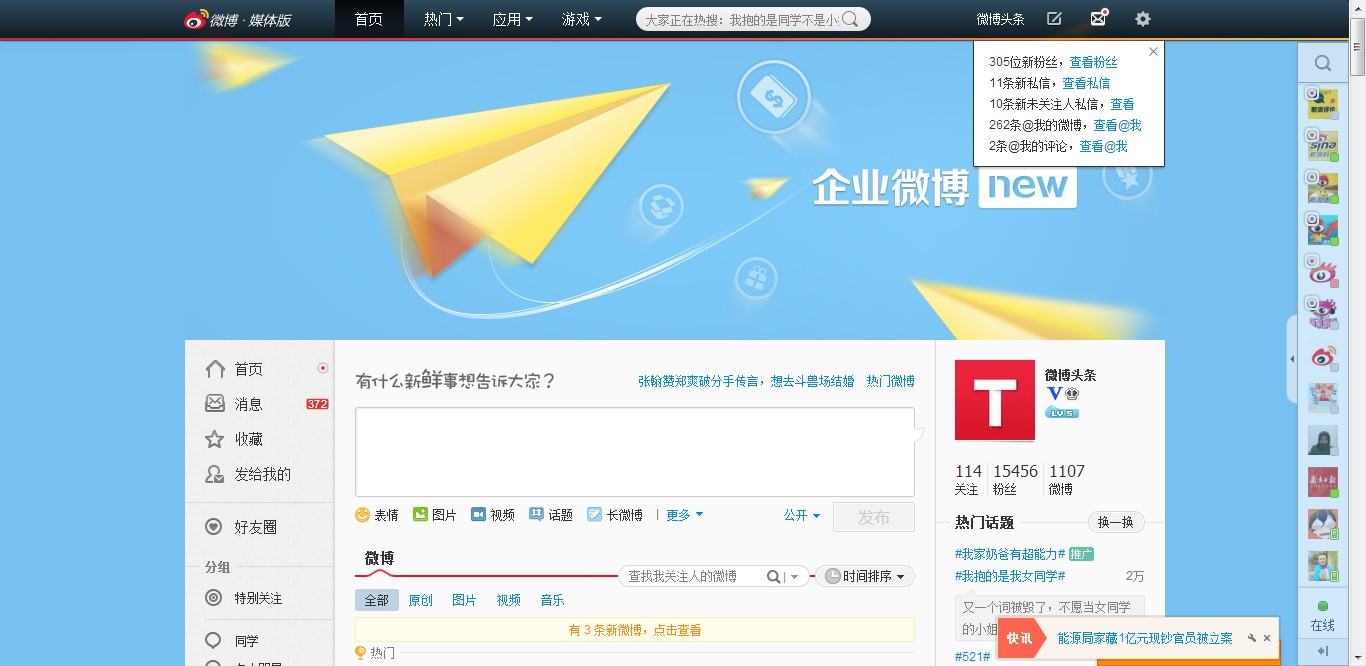 微博 · 媒体版
首页
热门
应用
游戏
大家正在热搜：我抱的是同学不是小
微博头条
305位新粉丝，查看粉丝
11条新私信，查看私信
10条新未关注人私信，查看
262条@我的微博，查看@我
2条@我的评论，查看@我
企业微博 new
首页
消息 372
收藏
发给我的
好友圈
分组
特别关注
同学
有什么新鲜事想告诉大家？
张翰赞郑爽破分手传言，想去斗兽场结婚 热门微博
表情 图片 视频 话题 长微博 更多
公开 发布
微博
查找我关注人的微博
时间排序
全部 原创 图片 视频 音乐
有 3 条新微博，点击查看
热门
T
微博头条
V
LV 5
114 15456 1107
关注 粉丝 微博
热门话题 换一换
#我家奶爸有超能力# 推广
#我抱的是我女同学# 2万
又一个词被毁了，不愿当女同学
的小姐
#521#
快讯 能源局家藏1亿元现钞官员被立案
sina
南方日报
在线